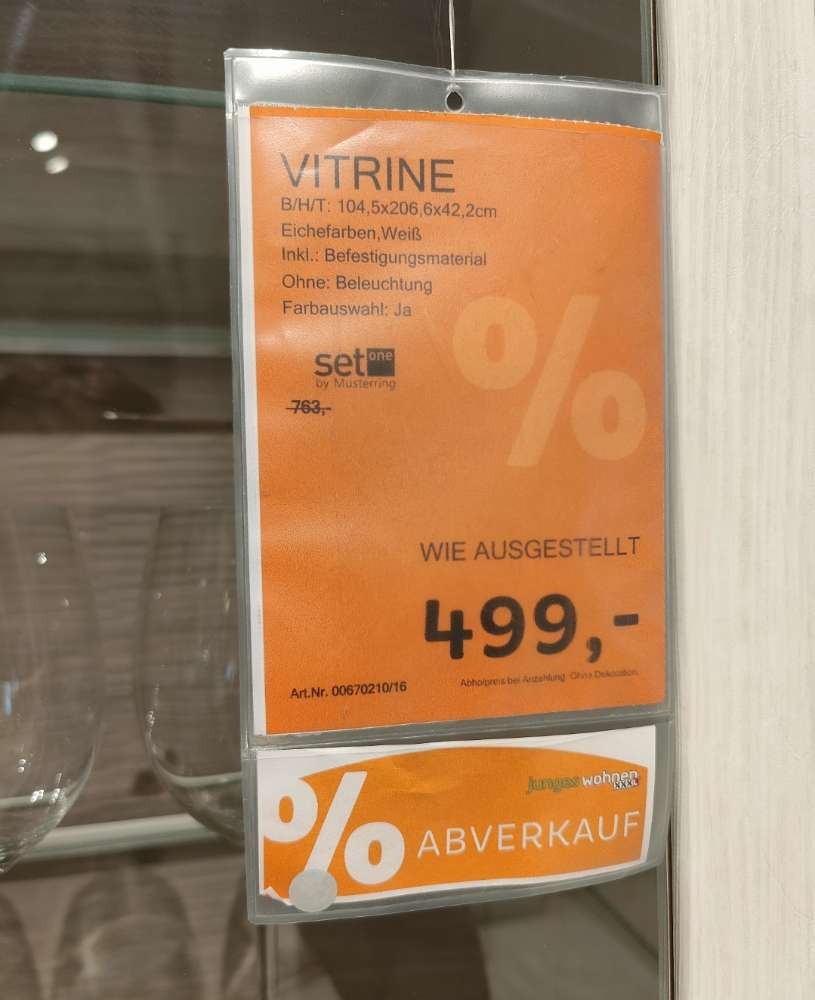 VITRINE
B/H/T: 104,5x206,6x42,2cm
Eichefarben,Weiß
Inkl.: Befestigungsmaterial
Ohne: Beleuchtung
Farbauswahl: Ja
%
set one
by Musterring
763,-
WIE AUSGESTELLT
499,-
Art.Nr. 00670210/16
Abholpreis bei Anzahlung. Ohne Dekoration.
junges wohnen
XXXL
% ABVERKAUF